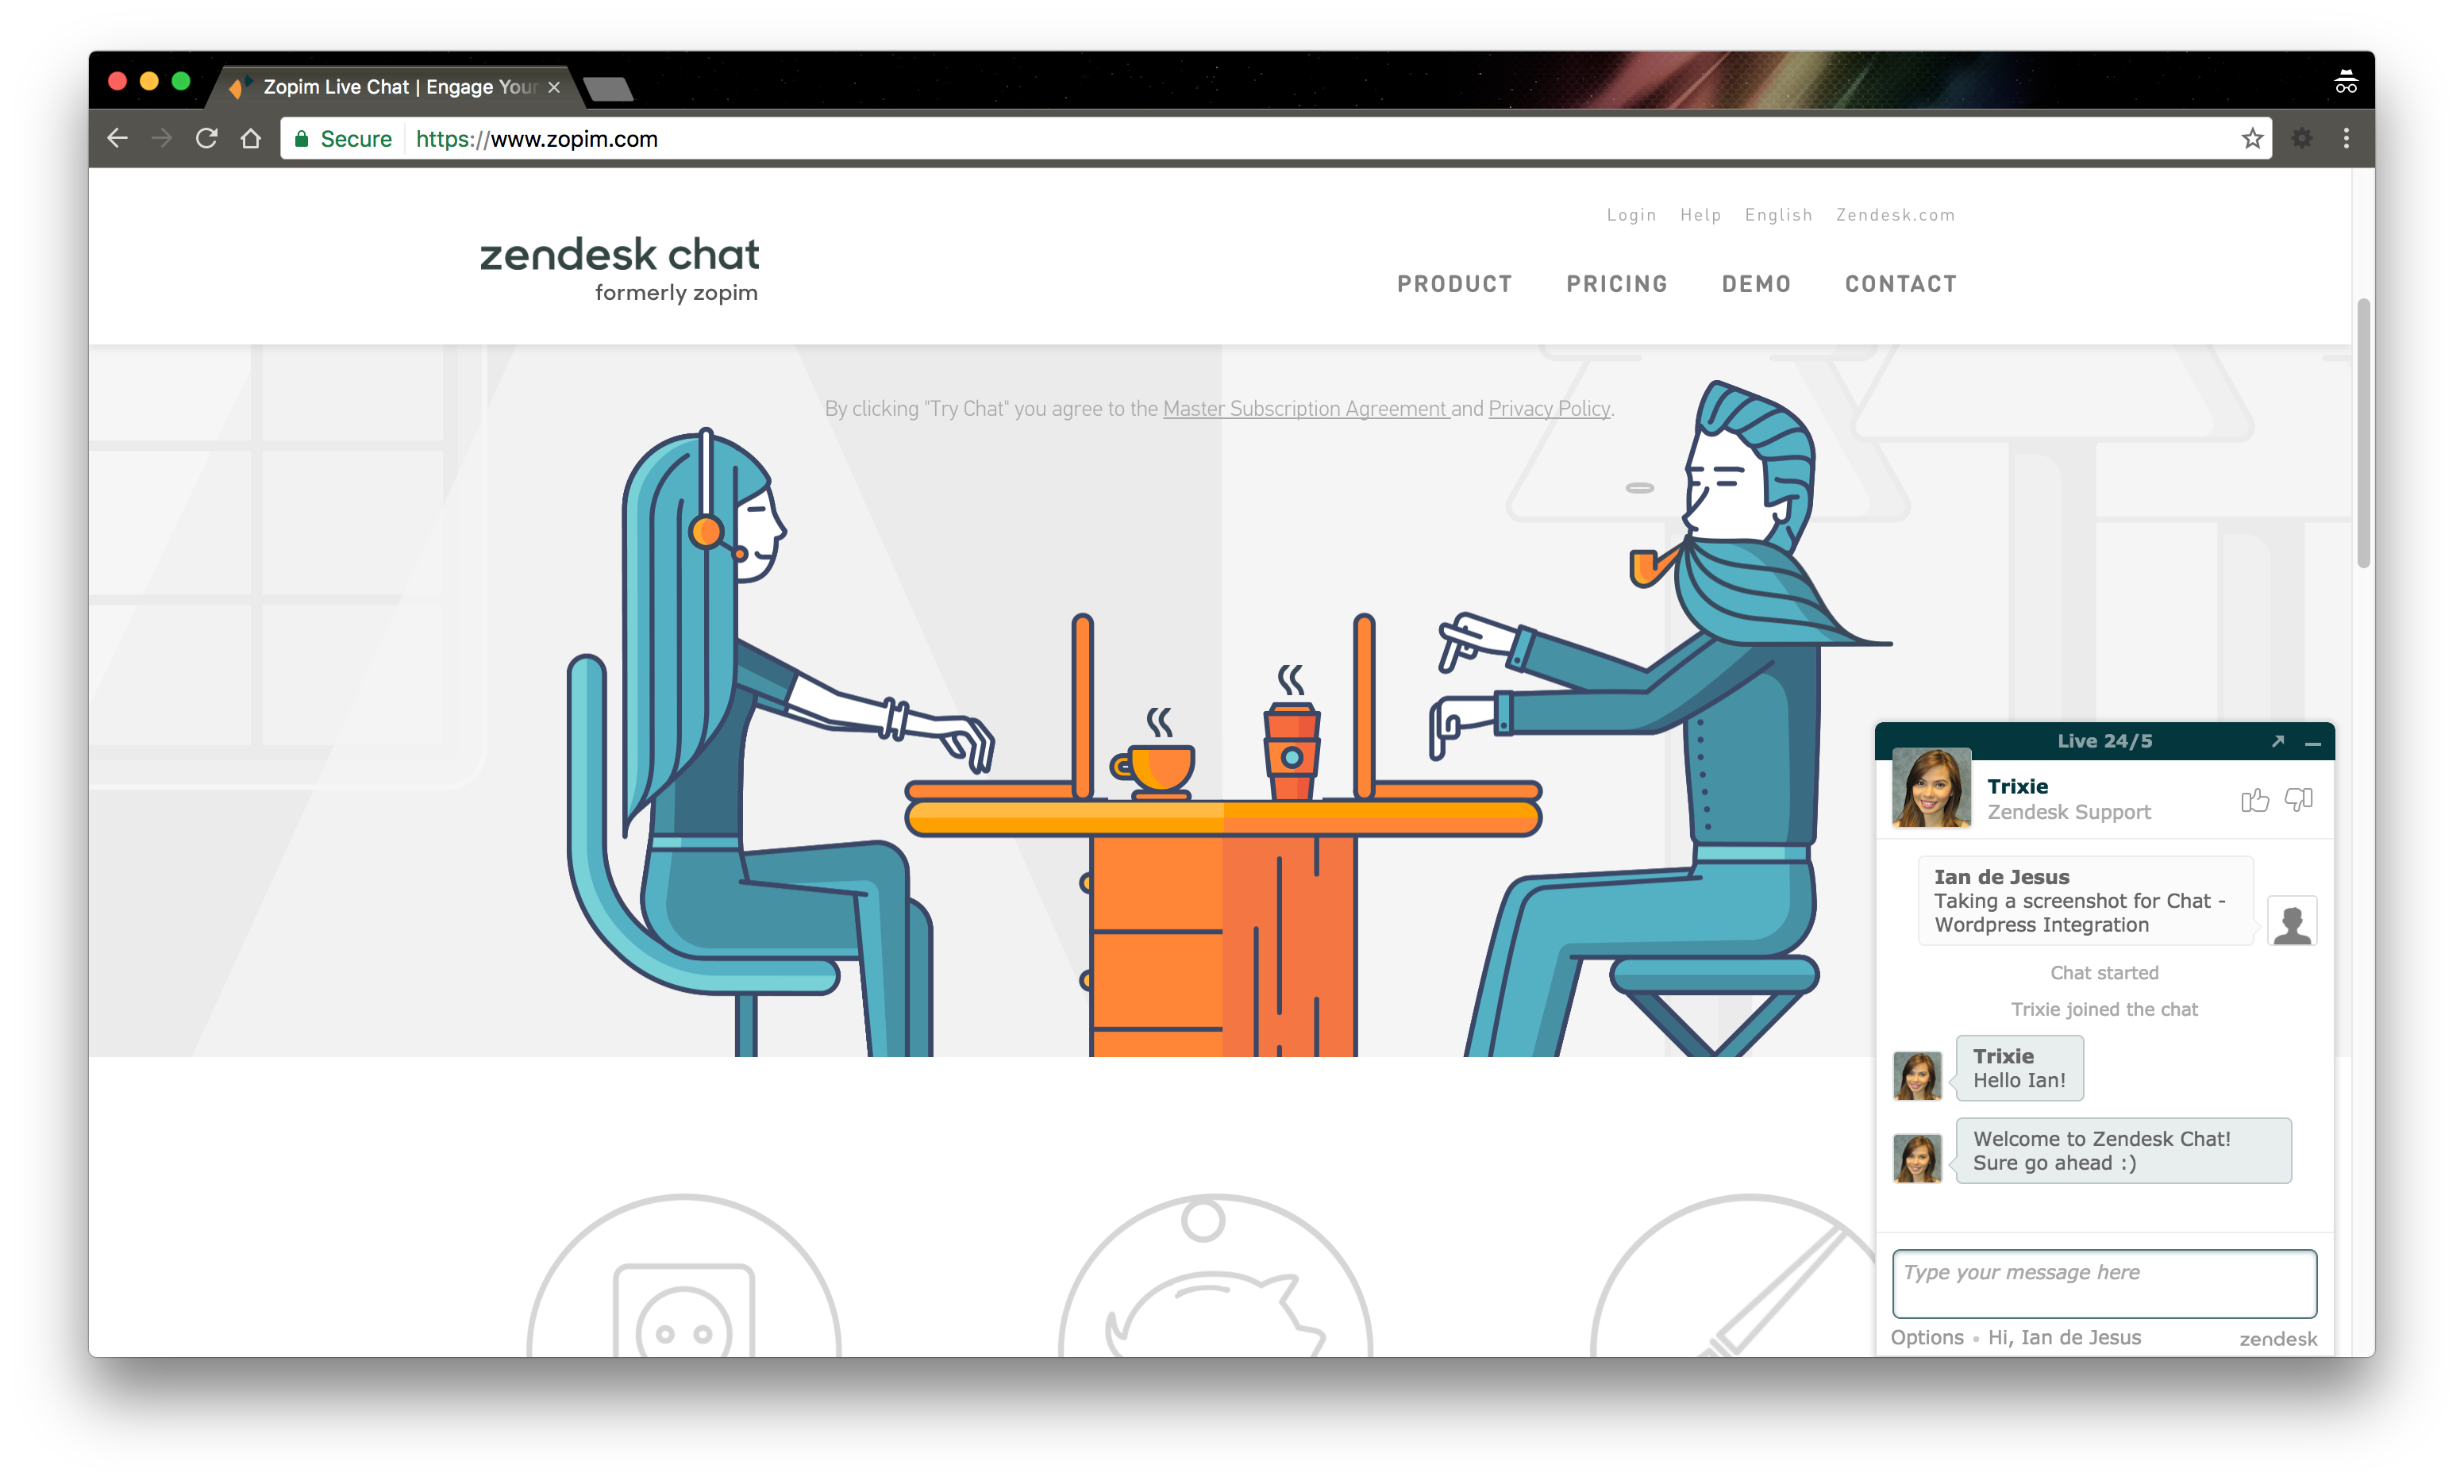 Zopim Live Chat | Engage Your
Secure https://www.zopim.com
Login Help English Zendesk.com
zendesk chat
formerly zopim
PRODUCT PRICING DEMO CONTACT
By clicking "Try Chat" you agree to the Master Subscription Agreement and Privacy Policy.
Live 24/5
Trixie
Zendesk Support
Ian de Jesus
Taking a screenshot for Chat -
Wordpress Integration
Chat started
Trixie joined the chat
Trixie
Hello Ian!
Welcome to Zendesk Chat!
Sure go ahead :)
Type your message here
Options • Hi, Ian de Jesus zendesk